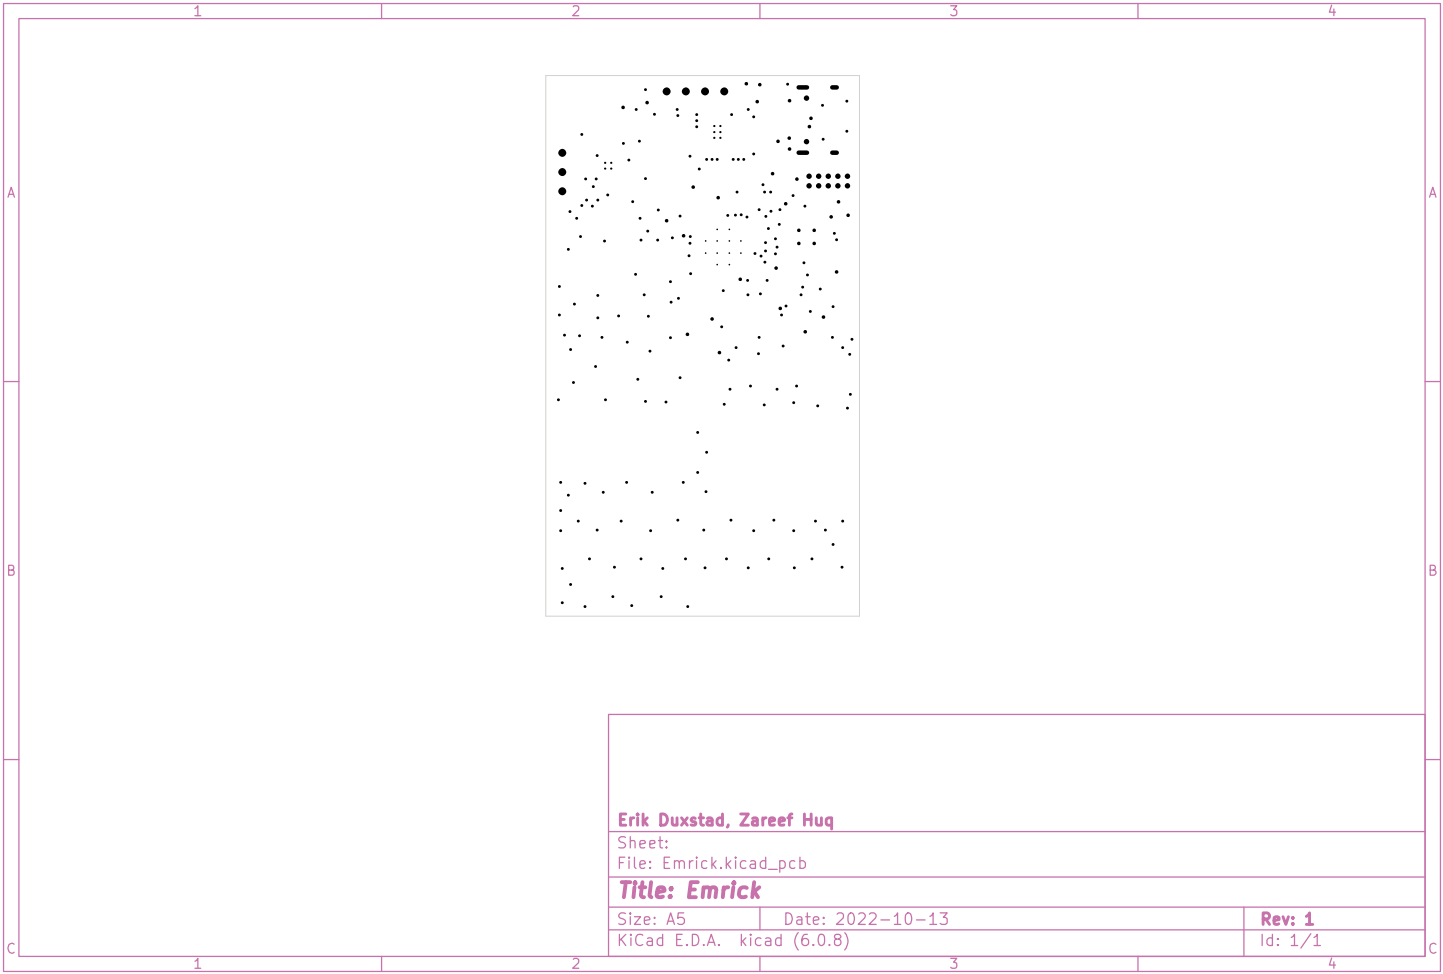 1 2 3 4
A A
B B
Erik Duxstad, Zareef Huq
Sheet:
File: Emrick.kicad_pcb
Title: Emrick
Size: A5 Date: 2022-10-13 Rev: 1
KiCad E.D.A. kicad (6.0.8) Id: 1/1
C C
1 2 3 4